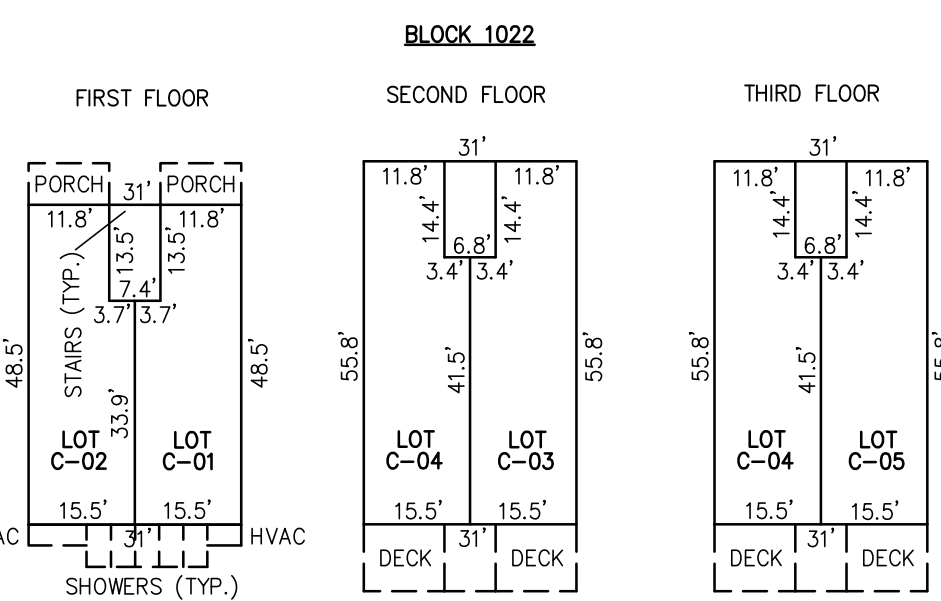 BLOCK 1022
FIRST FLOOR
PORCH 31' PORCH
11.8' 11.8'
13.5' 13.5'
7.4'
3.7' 3.7'
STAIRS (TYP.)
48.5' 48.5'
33.9'
LOT C-02
LOT C-01
15.5' 15.5'
31'
AC HVAC
SHOWERS (TYP.)
SECOND FLOOR
31'
11.8' 11.8'
14.4' 14.4'
6.8'
3.4' 3.4'
55.8' 55.8'
41.5'
LOT C-04
LOT C-03
15.5' 15.5'
31'
DECK DECK
THIRD FLOOR
31'
11.8' 11.8'
14.4' 14.4'
6.8'
3.4' 3.4'
55.8' 55.8'
41.5'
LOT C-04
LOT C-05
15.5' 15.5'
31'
DECK DECK